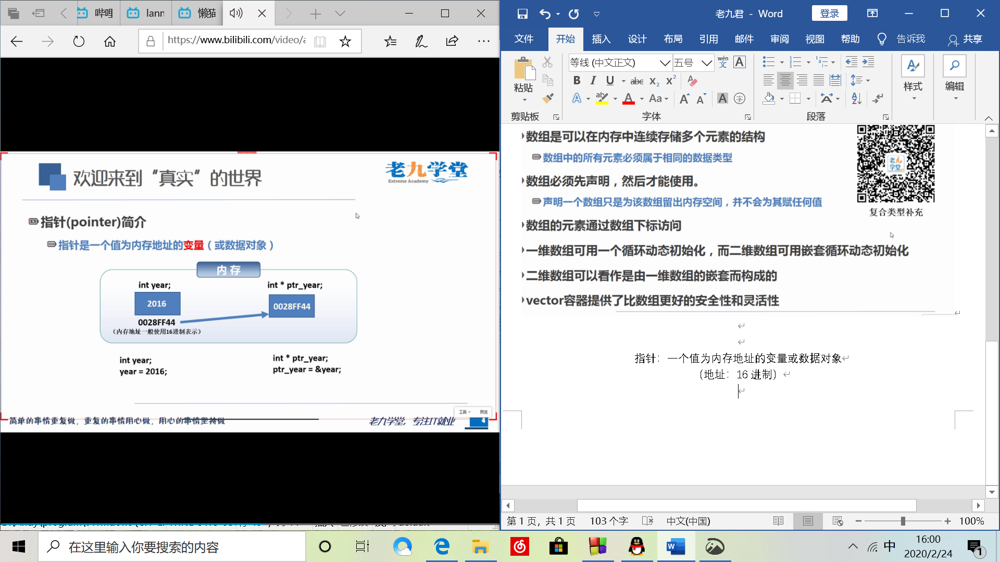 哔哩
lann
懒猫
https://www.bilibili.com/video/a
欢迎来到“真实”的世界
老九学堂
Extreme Academy
指针(pointer)简介
指针是一个值为内存地址的变量（或数据对象）
内 存
int year;
int * ptr_year;
2016
0028FF44
0028FF44
（内存地址一般使用16进制表示）
int year;
year = 2016;
int * ptr_year;
ptr_year = &year;
工具
预览
简单的事情重复做，重复的事情用心做，用心的事情坚持做
老九学堂，专注IT就业
4
老九君 - Word
登录
文件 开始 插入 设计 布局 引用 邮件 审阅 视图 帮助 告诉我 共享
粘贴
剪贴板
等线 (中文正文)
五号
wén
文
A
B I U abc X₂ X²
A ab A Aa A A A 字
字体
段落
样式
编辑
数组是可以在内存中连续存储多个元素的结构
数组中的所有元素必须属于相同的数据类型
数组必须先声明，然后才能使用。
声明一个数组只是为该数组留出内存空间，并不会为其赋任何值
数组的元素通过数组下标访问
一维数组可用一个循环动态初始化，而二维数组可用嵌套循环动态初始化
二维数组可以看作是由一维数组的嵌套而构成的
vector容器提供了比数组更好的安全性和灵活性
老九
学堂
复合类型补充
指针：一个值为内存地址的变量或数据对象
（地址：16 进制）
第 1 页，共 1 页 103 个字 中文(中国)
100%
在这里输入你要搜索的内容
中
16:00
2020/2/24
1